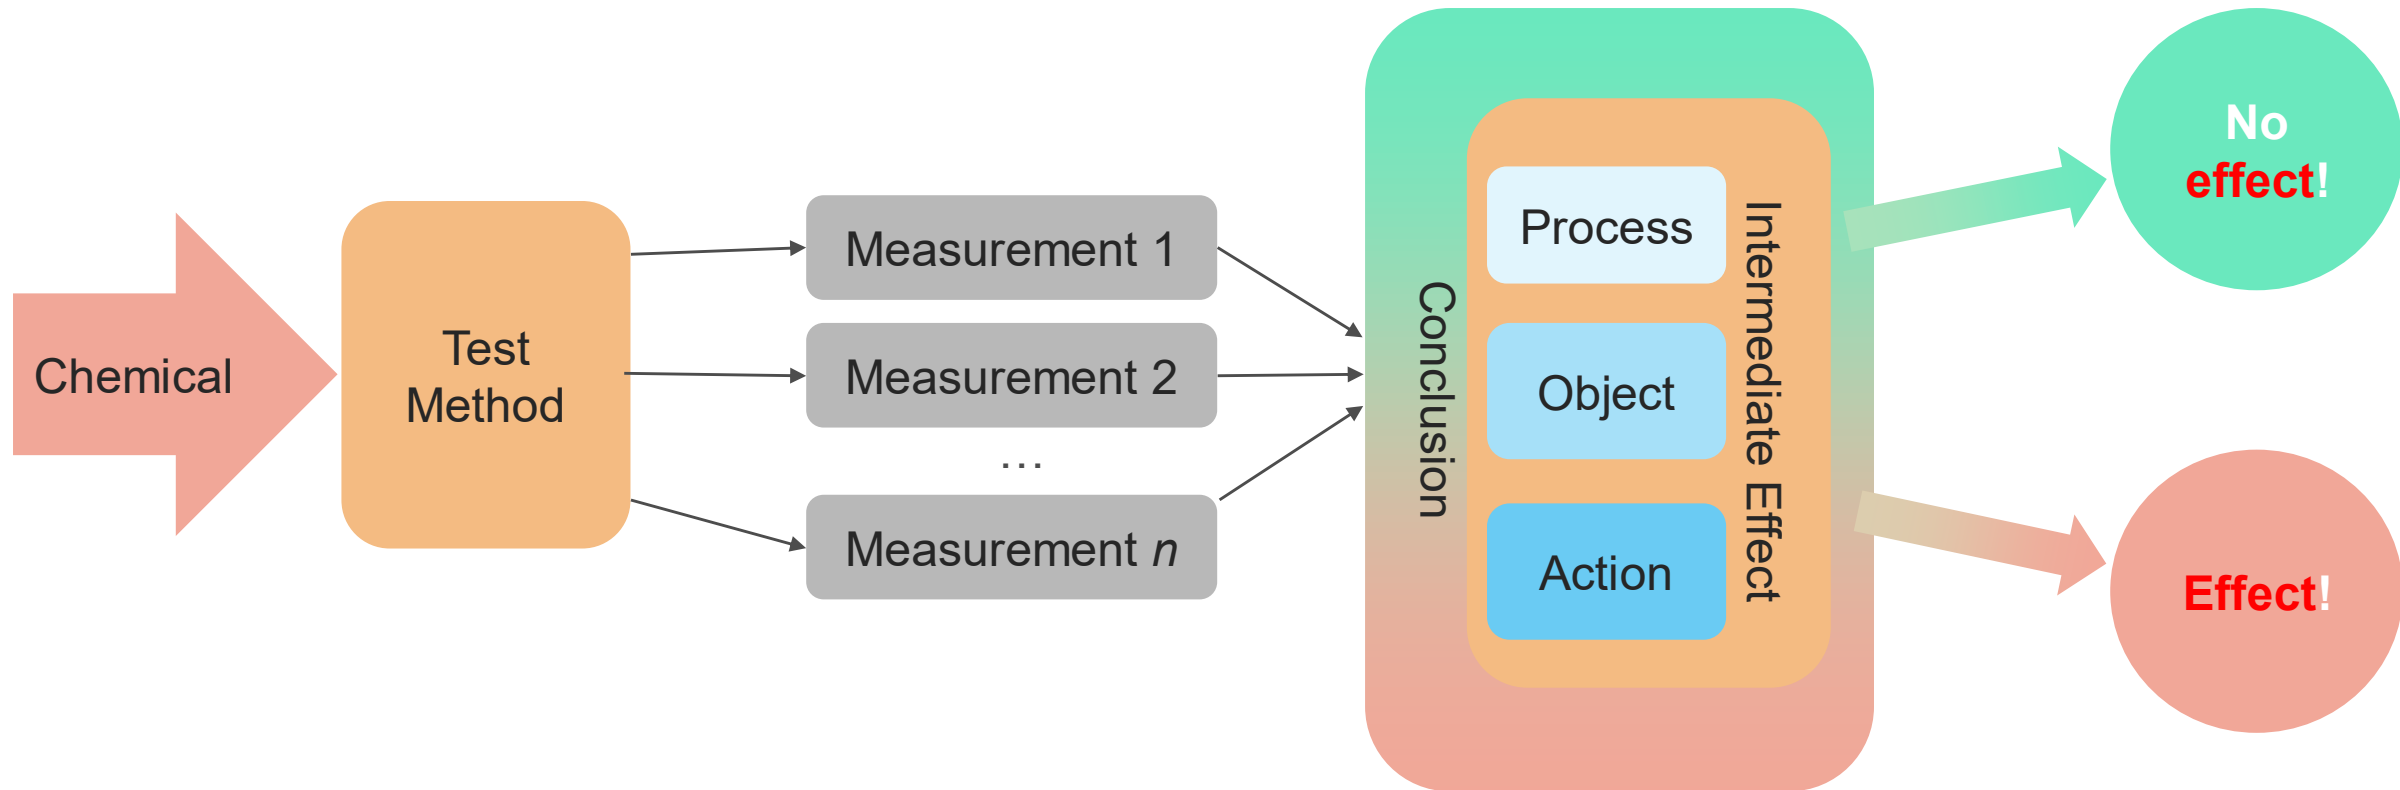 Chemical
Test
Method
Measurement 1
Measurement 2
...
Measurement n
Conclusion
Process
Object
Action
Intermediate Effect
No
effect!
Effect!